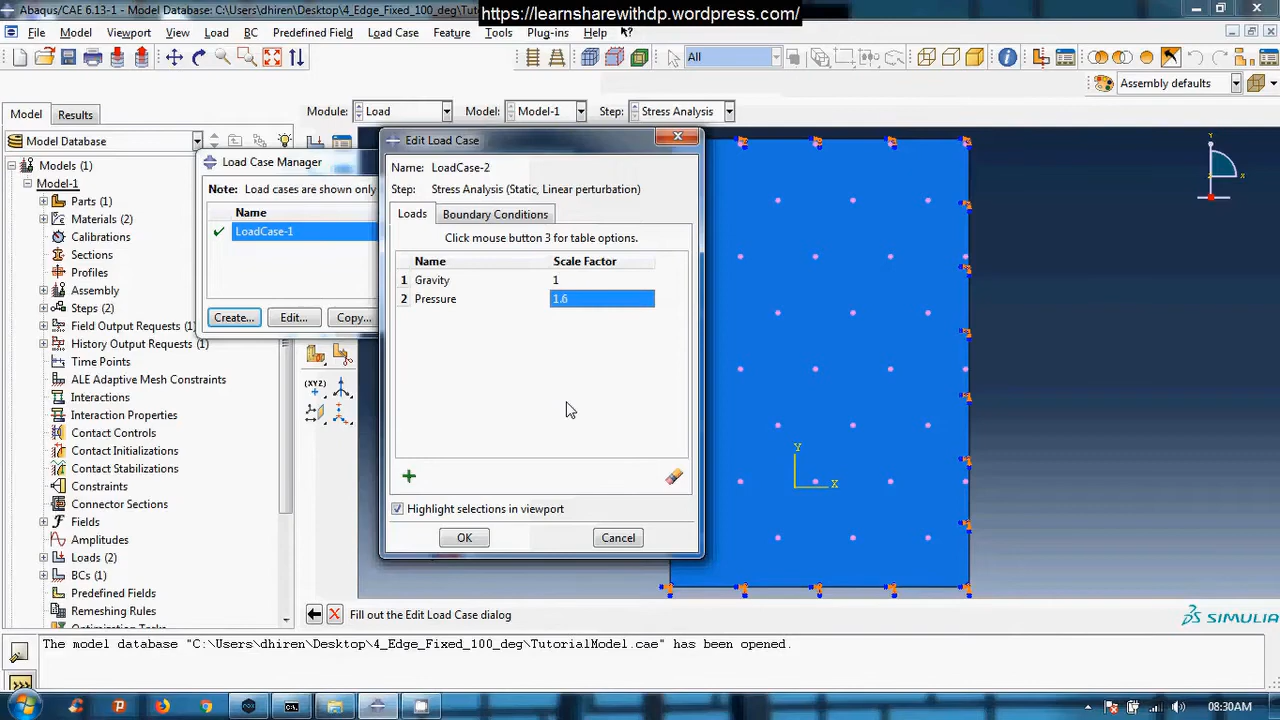 Abaqus/CAE 6.13-1 - Model Database: C:\Users\dhiren\Desktop\4_Edge_Fixed_100_deg\Tu
https://learnsharewithdp.wordpress.com/
File Model Viewport View Load BC Predefined Field Load Case Feature Tools Plug-ins Help
All
Assembly defaults
Model Results
Module: Load Model: Model-1 Step: Stress Analysis
Model Database
Models (1)
Model-1
Parts (1)
Materials (2)
Calibrations
Sections
Profiles
Assembly
Steps (2)
Field Output Requests (1)
History Output Requests (1)
Time Points
ALE Adaptive Mesh Constraints
Interactions
Interaction Properties
Contact Controls
Contact Initializations
Contact Stabilizations
Constraints
Connector Sections
Fields
Amplitudes
Loads (2)
BCs (1)
Predefined Fields
Remeshing Rules
Load Case Manager
Note: Load cases are shown only
Name
LoadCase-1
Create... Edit... Copy...
Edit Load Case
Name: LoadCase-2
Step: Stress Analysis (Static, Linear perturbation)
Loads Boundary Conditions
Click mouse button 3 for table options.
Name Scale Factor
1 Gravity 1
2 Pressure 1.6
Highlight selections in viewport
OK Cancel
Y
X
Y
X
Fill out the Edit Load Case dialog
SIMULIA
The model database "C:\Users\dhiren\Desktop\4_Edge_Fixed_100_deg\TutorialModel.cae" has been opened.
08:30AM